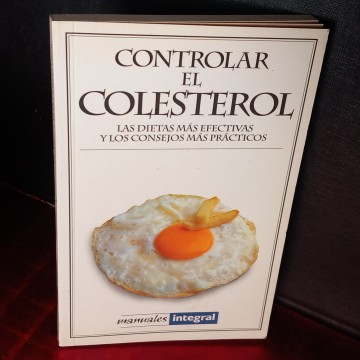 CONTROLAR
EL
COLESTEROL
LAS DIETAS MÁS EFECTIVAS
Y LOS CONSEJOS MÁS PRÁCTICOS
manuales integral